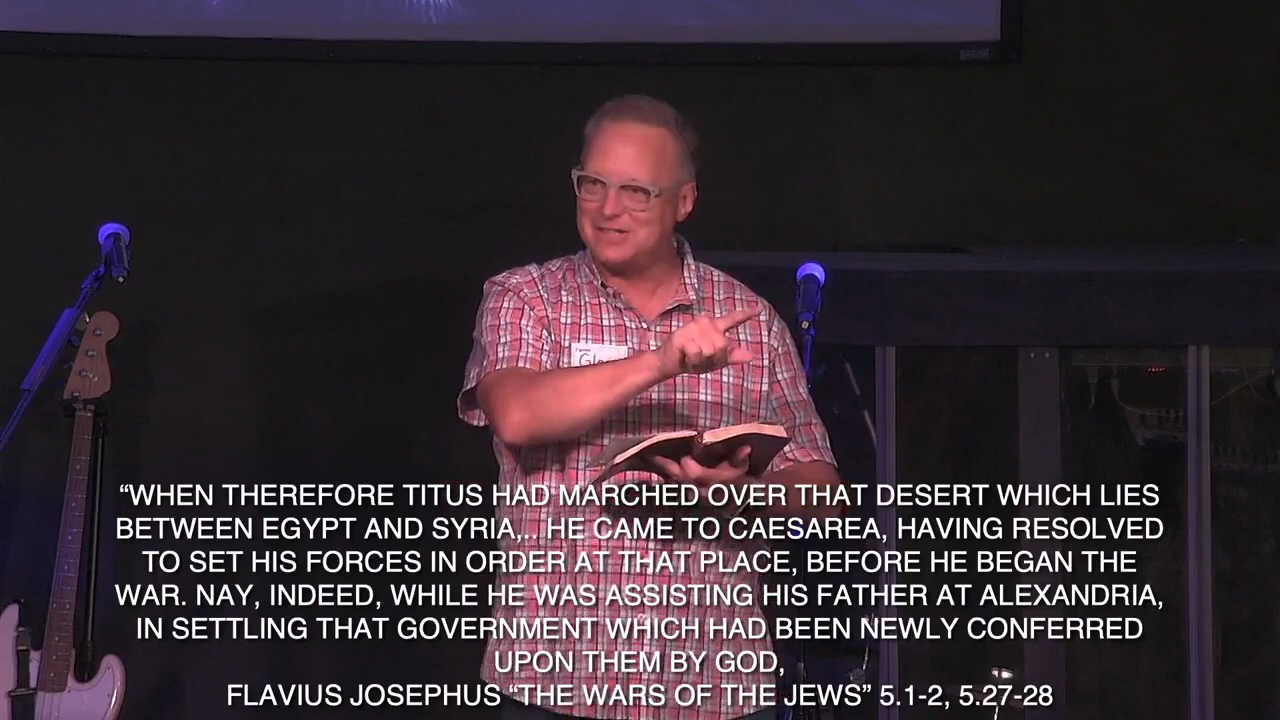 “WHEN THEREFORE TITUS HAD MARCHED OVER THAT DESERT WHICH LIES
BETWEEN EGYPT AND SYRIA,.. HE CAME TO CAESAREA, HAVING RESOLVED
TO SET HIS FORCES IN ORDER AT THAT PLACE, BEFORE HE BEGAN THE
WAR. NAY, INDEED, WHILE HE WAS ASSISTING HIS FATHER AT ALEXANDRIA,
IN SETTLING THAT GOVERNMENT WHICH HAD BEEN NEWLY CONFERRED
UPON THEM BY GOD,
FLAVIUS JOSEPHUS “THE WARS OF THE JEWS” 5.1-2, 5.27-28